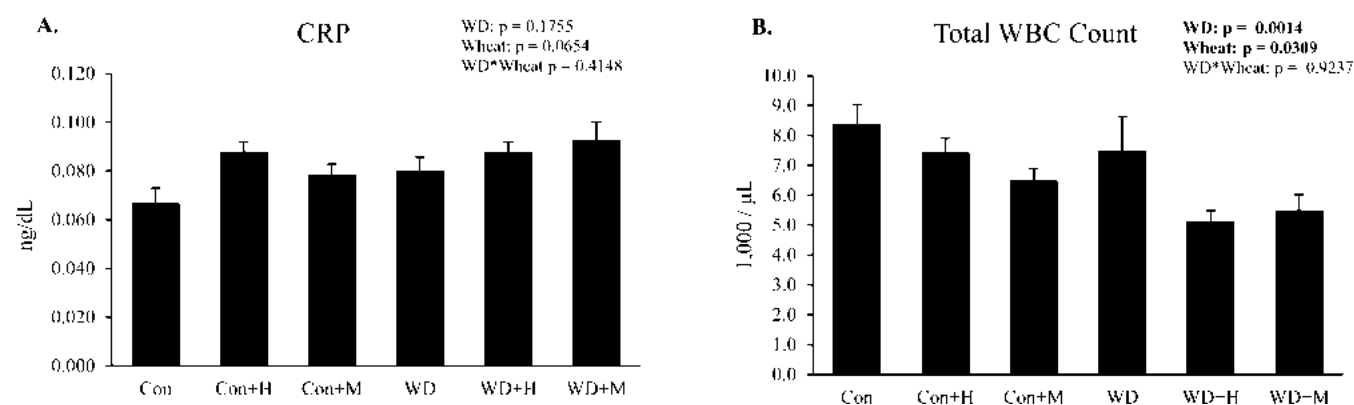 A.
CRP
WD: p = 0.1755
Wheat: p = 0.0654
WD*Wheat p = 0.4148
0.120
0.100
0.080
0.060
0.040
0.020
0.000
ng/dL
Con Con+H Con+M WD WD+H WD+M
B.
Total WBC Count
WD: p = 0.0014
Wheat: p = 0.0309
WD*Wheat: p = 0.9237
10.0
9.0
8.0
7.0
6.0
5.0
4.0
3.0
2.0
1.0
0.0
1,000 / µL
Con Con+H Con+M WD WD+H WD+M